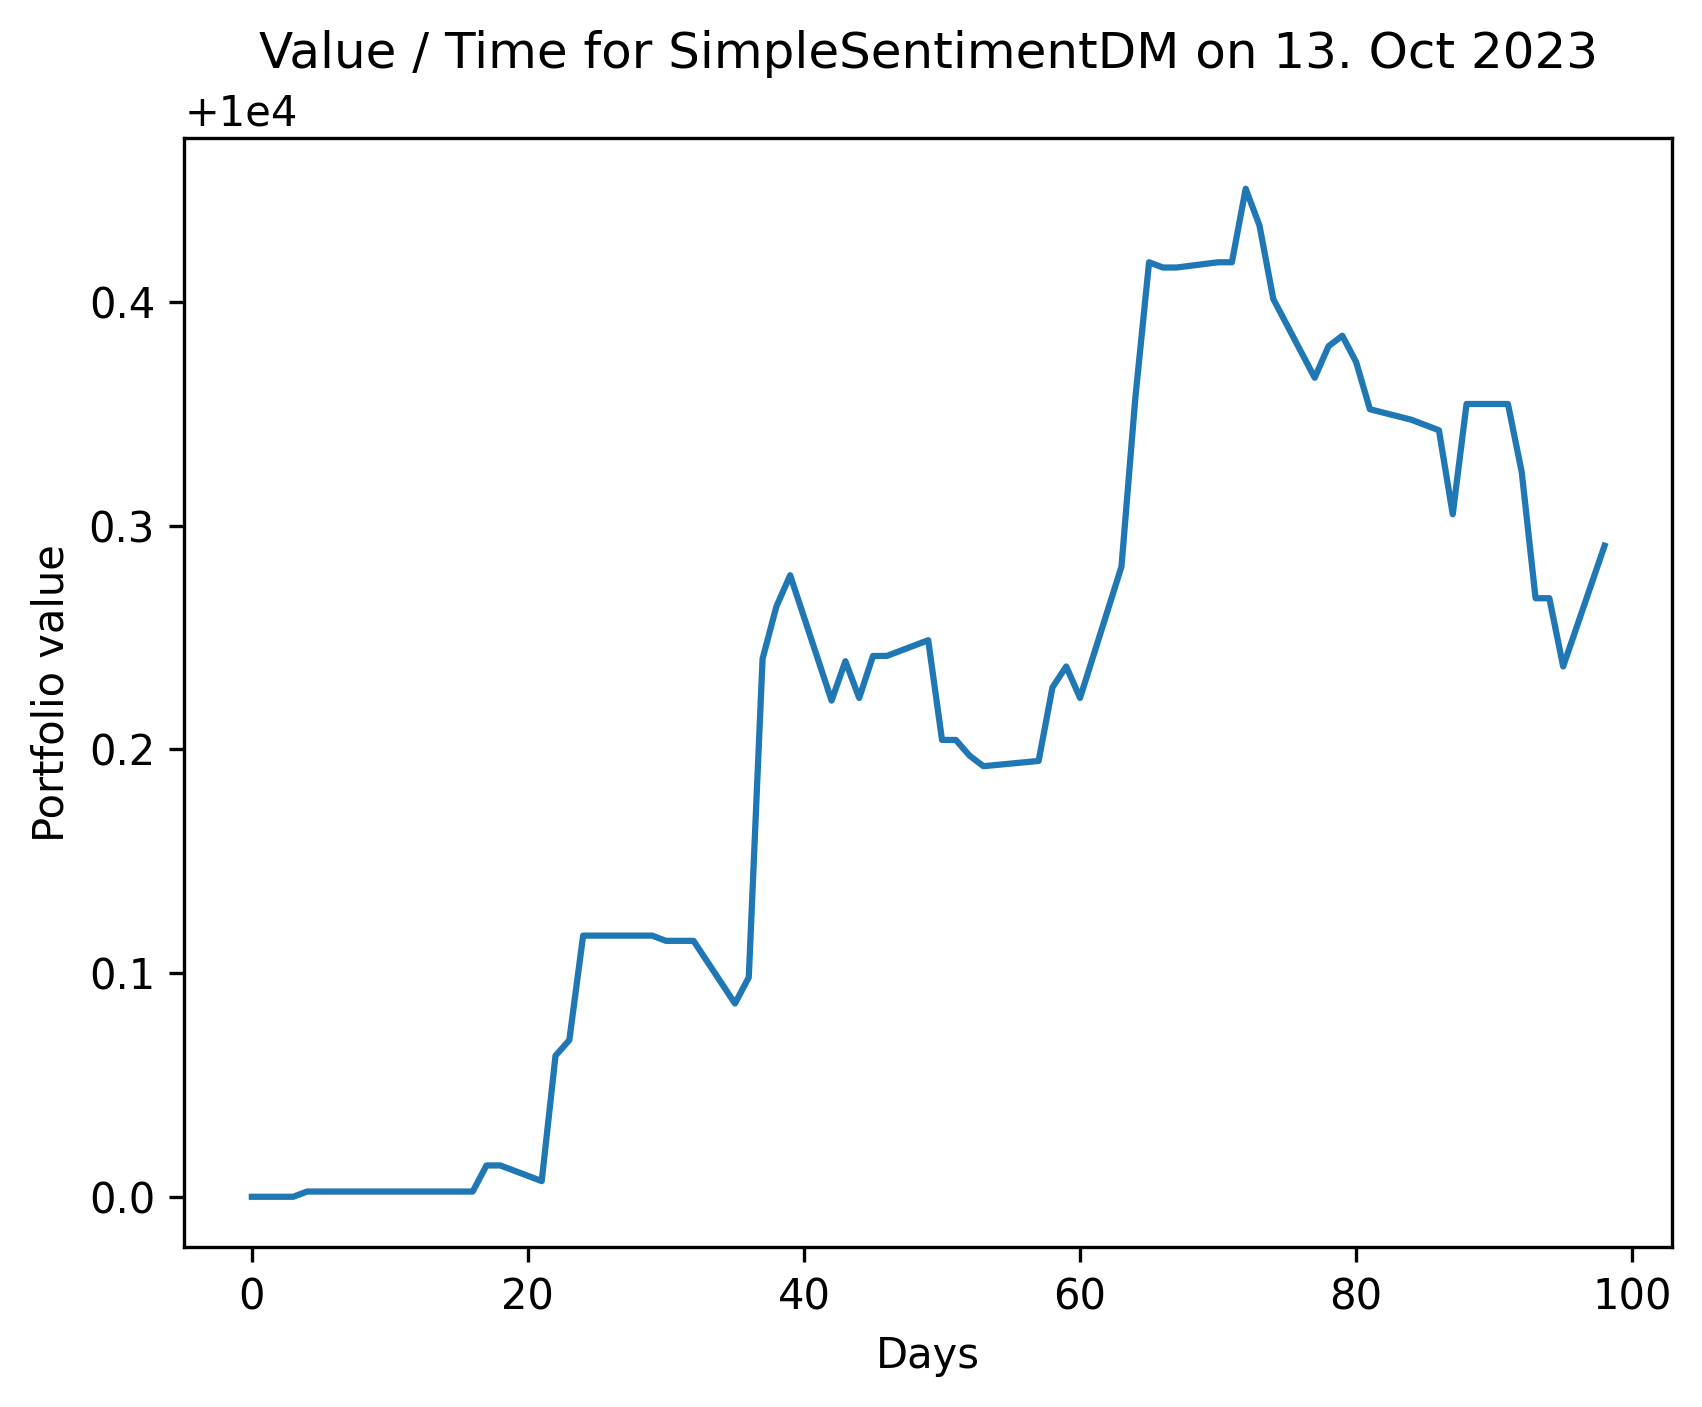 Value / Time for SimpleSentimentDM on 13. Oct 2023
+1e4
0.4
0.3
0.2
0.1
0.0
Portfolio value
0 20 40 60 80 100
Days